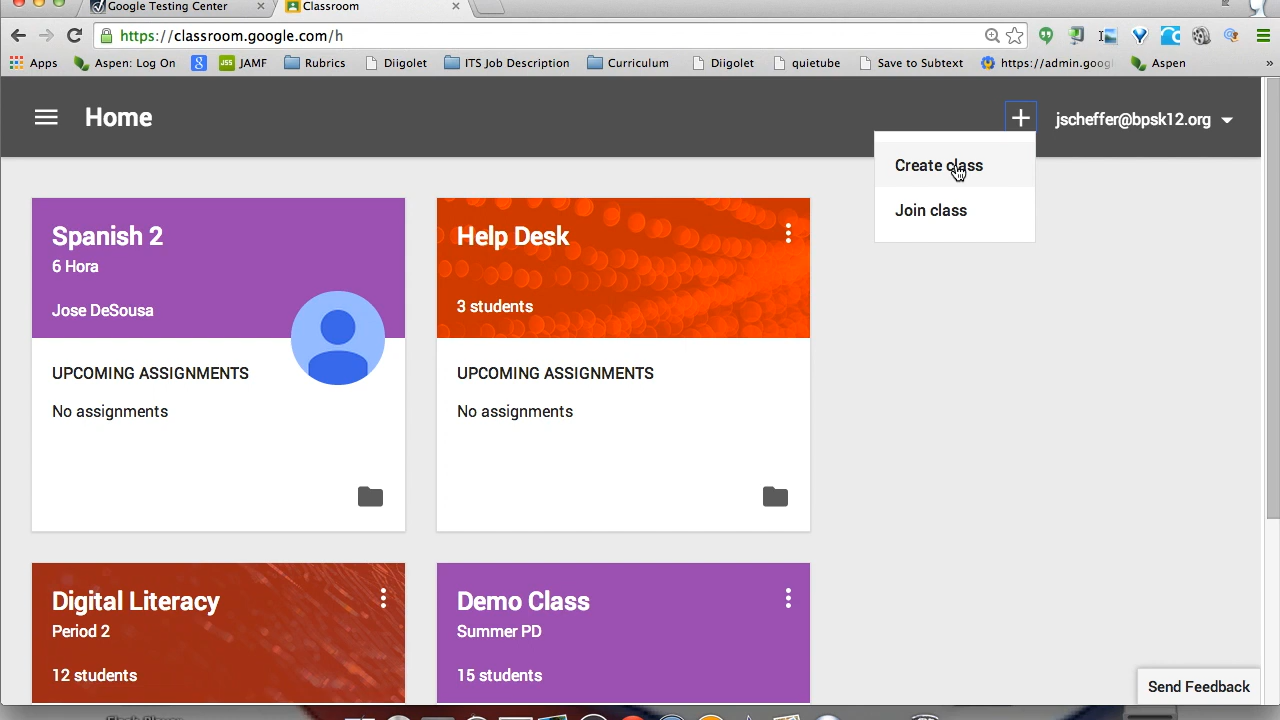 Google Testing Center
Classroom
https://classroom.google.com/h
Apps Aspen: Log On JAMF Rubrics Diigolet ITS Job Description Curriculum Diigolet quietube Save to Subtext https://admin.goog Aspen »
Home
jscheffer@bpsk12.org
Create class
Join class
Spanish 2
6 Hora
Jose DeSousa
UPCOMING ASSIGNMENTS
No assignments
Help Desk
3 students
UPCOMING ASSIGNMENTS
No assignments
Digital Literacy
Period 2
12 students
Demo Class
Summer PD
15 students
Send Feedback